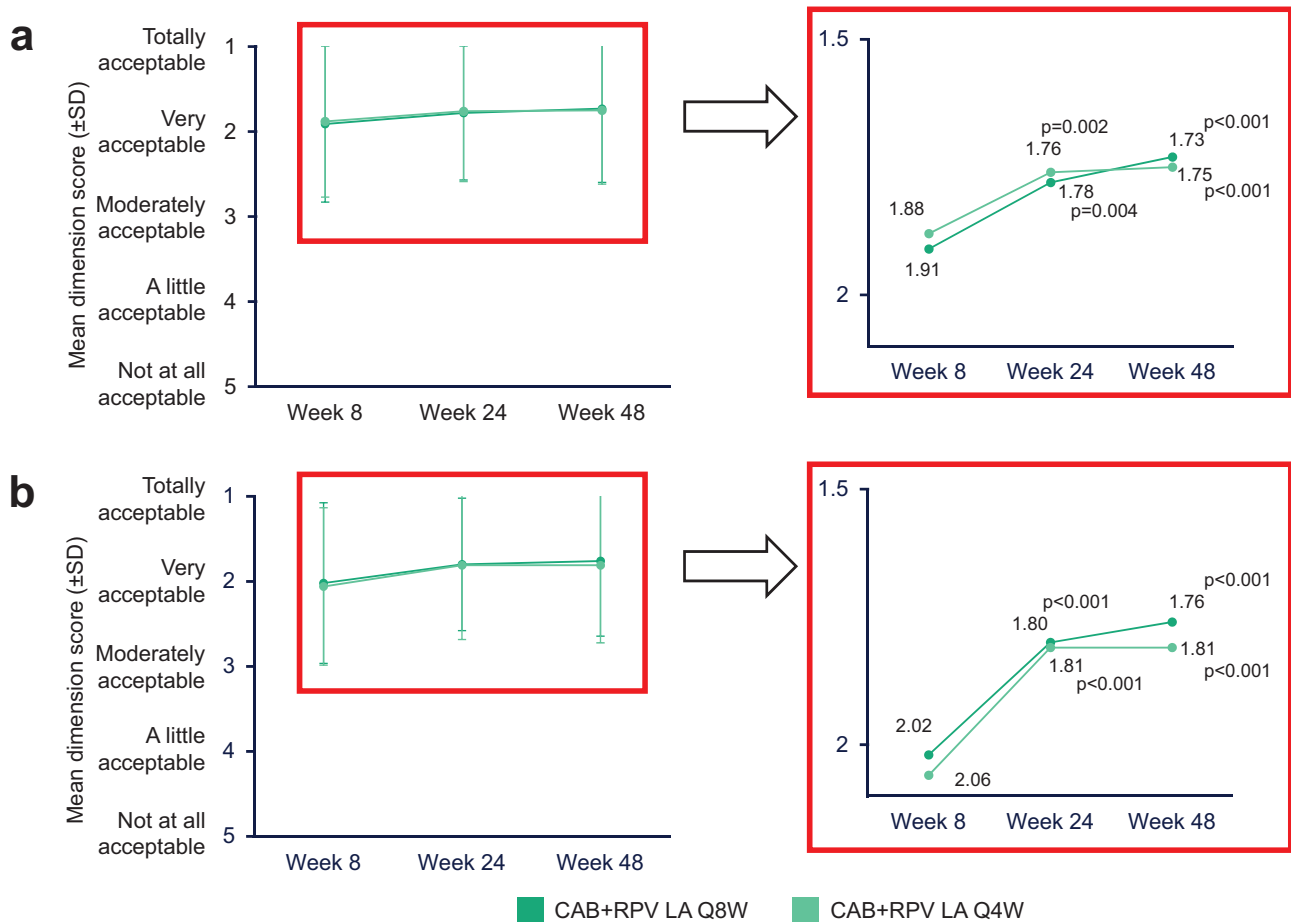 a
Mean dimension score (±SD)
Totally
acceptable
Very
acceptable
Moderately
acceptable
A little
acceptable
Not at all
acceptable
1
2
3
4
5
Week 8
Week 24
Week 48
1.5
2
1.88
1.91
p=0.002
1.76
1.78
p=0.004
p<0.001
1.73
1.75
p<0.001
Week 8
Week 24
Week 48
b
Mean dimension score (±SD)
Totally
acceptable
Very
acceptable
Moderately
acceptable
A little
acceptable
Not at all
acceptable
1
2
3
4
5
Week 8
Week 24
Week 48
1.5
2
2.02
2.06
p<0.001
1.80
1.81
p<0.001
p<0.001
1.76
1.81
p<0.001
Week 8
Week 24
Week 48
CAB+RPV LA Q8W
CAB+RPV LA Q4W